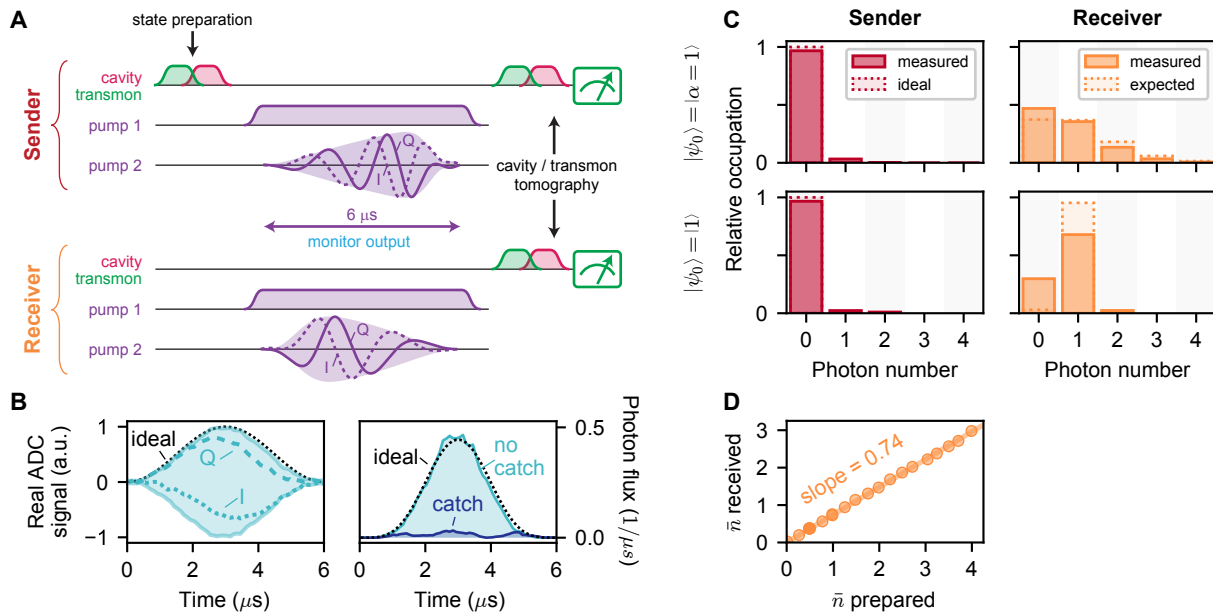 A
state preparation
Sender
cavity
transmon
pump 1
pump 2
Q
I
cavity / transmon
tomography
6 μs
monitor output
Receiver
cavity
transmon
pump 1
pump 2
Q
I
B
Real ADC
signal (a.u.)
1
0
−1
ideal
Q
I
0 2 4 6
Time (μs)
ideal
no
catch
catch
0.5
0.0
Photon flux (1/μs)
0 2 4 6
Time (μs)
C
Sender
Receiver
|ψ₀⟩ = |α = 1⟩
|ψ₀⟩ = |1⟩
Relative occupation
1
0
measured
ideal
measured
expected
1
0
0 1 2 3 4
Photon number
0 1 2 3 4
Photon number
D
n̄ received
3
2
1
0
slope = 0.74
0 1 2 3 4
n̄ prepared